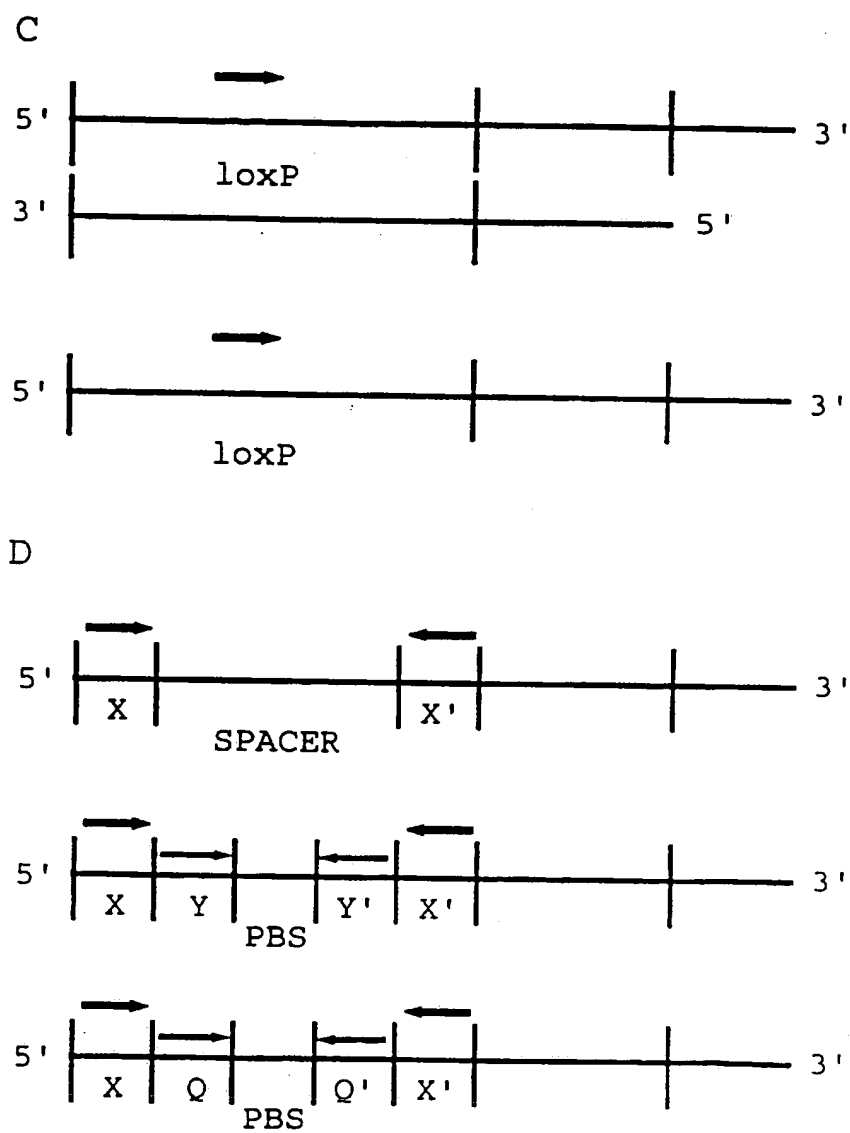 C
5' 3'
loxP
3' 5'
5' 3'
loxP
D
5' 3'
X X'
SPACER
5' 3'
X Y Y' X'
PBS
5' 3'
X Q Q' X'
PBS